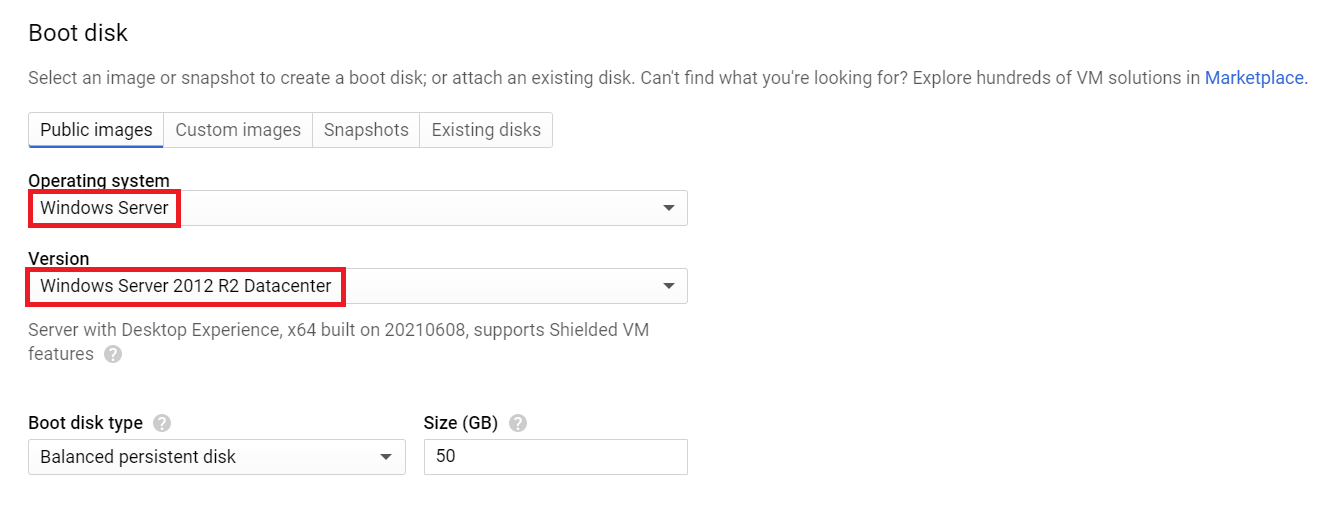 Boot disk
Select an image or snapshot to create a boot disk; or attach an existing disk. Can't find what you're looking for? Explore hundreds of VM solutions in Marketplace.
Public images Custom images Snapshots Existing disks
Operating system
Windows Server
Version
Windows Server 2012 R2 Datacenter
Server with Desktop Experience, x64 built on 20210608, supports Shielded VM
features ?
Boot disk type ? Size (GB) ?
Balanced persistent disk 50